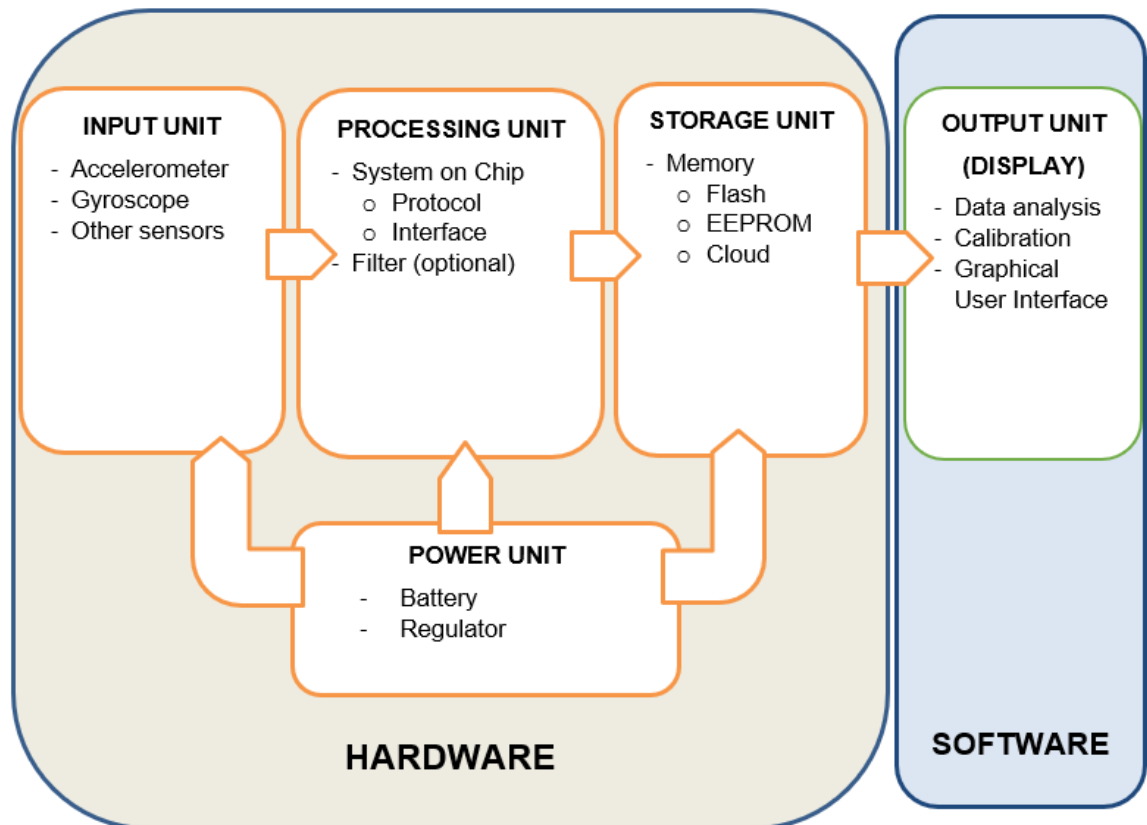 INPUT UNIT
- Accelerometer
- Gyroscope
- Other sensors
PROCESSING UNIT
- System on Chip
o Protocol
o Interface
- Filter (optional)
STORAGE UNIT
- Memory
o Flash
o EEPROM
o Cloud
OUTPUT UNIT
(DISPLAY)
- Data analysis
- Calibration
- Graphical
User Interface
POWER UNIT
- Battery
- Regulator
HARDWARE
SOFTWARE